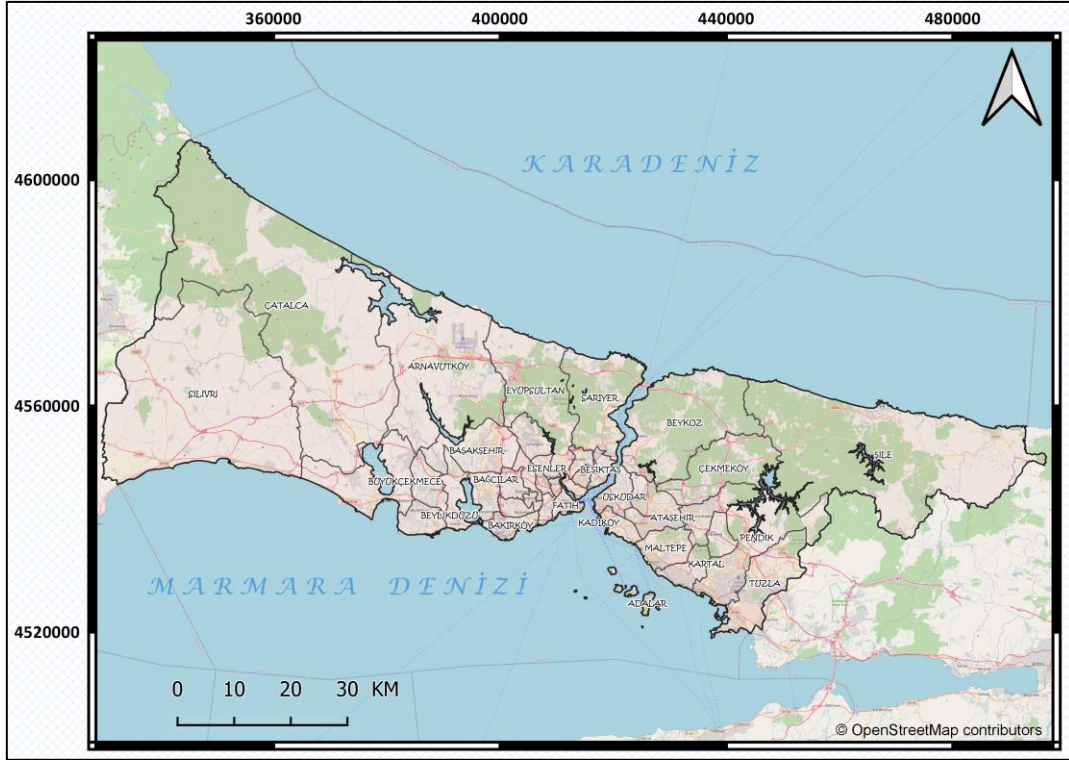 360000 400000 440000 480000
4600000
4560000
4520000
KARADENİZ
ÇATALCA
SİLİVRİ
ARNAVUTKÖY
EYÜPSULTAN
SARIYER
BEYKOZ
ŞİLE
BAŞAKŞEHİR
ESENLER
BEŞİKTAŞ
ÇEKMEKÖY
BÜYÜKÇEKMECE
BAĞCILAR
ÜSKÜDAR
BEYLİKDÜZÜ
FATİH
BAKIRKÖY
KADIKÖY
ATAŞEHİR
PENDİK
MALTEPE
KARTAL
TUZLA
ADALAR
MARMARA DENİZİ
0 10 20 30 KM
© OpenStreetMap contributors